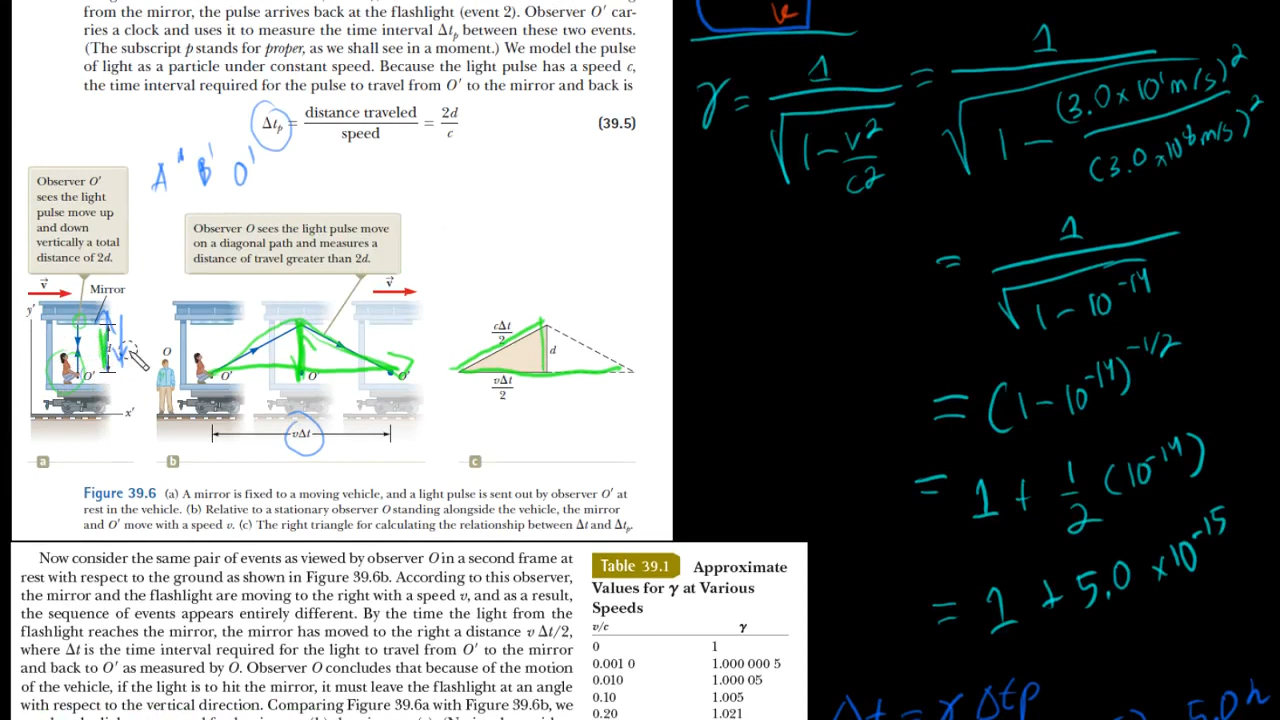 from the mirror, the pulse arrives back at the flashlight (event 2). Observer O′ car-
ries a clock and uses it to measure the time interval Δtₚ between these two events.
(The subscript p stands for proper, as we shall see in a moment.) We model the pulse
of light as a particle under constant speed. Because the light pulse has a speed c,
the time interval required for the pulse to travel from O′ to the mirror and back is
Δtₚ = distance traveled / speed = 2d / c (39.5)
A' B' O'
Observer O′
sees the light
pulse move up
and down
vertically a total
distance of 2d.
Observer O sees the light pulse move
on a diagonal path and measures a
distance of travel greater than 2d.
v
Mirror
y′
d
O′
x′
a
v
O
O′
O′
O′
vΔt
b
cΔt / 2
d
vΔt / 2
c
Figure 39.6 (a) A mirror is fixed to a moving vehicle, and a light pulse is sent out by observer O′ at
rest in the vehicle. (b) Relative to a stationary observer O standing alongside the vehicle, the mirror
and O′ move with a speed v. (c) The right triangle for calculating the relationship between Δt and Δtₚ.
Now consider the same pair of events as viewed by observer O in a second frame at
rest with respect to the ground as shown in Figure 39.6b. According to this observer,
the mirror and the flashlight are moving to the right with a speed v, and as a result,
the sequence of events appears entirely different. By the time the light from the
flashlight reaches the mirror, the mirror has moved to the right a distance v Δt/2,
where Δt is the time interval required for the light to travel from O′ to the mirror
and back to O′ as measured by O. Observer O concludes that because of the motion
of the vehicle, if the light is to hit the mirror, it must leave the flashlight at an angle
with respect to the vertical direction. Comparing Figure 39.6a with Figure 39.6b, we
Table 39.1 Approximate
Values for γ at Various
Speeds
v/c γ
0 1
0.001 0 1.000 000 5
0.010 1.000 05
0.10 1.005
0.20 1.021
γ = 1 / √(1 - v²/c²) = 1 / √(1 - (3.0 × 10¹ m/s)² / (3.0 × 10⁸ m/s)²)
= 1 / √(1 - 10⁻¹⁴)
= (1 - 10⁻¹⁴)⁻¹/²
= 1 + 1/2 (10⁻¹⁴)
= 1 + 5.0 × 10⁻¹⁵
Δt = γ Δtp